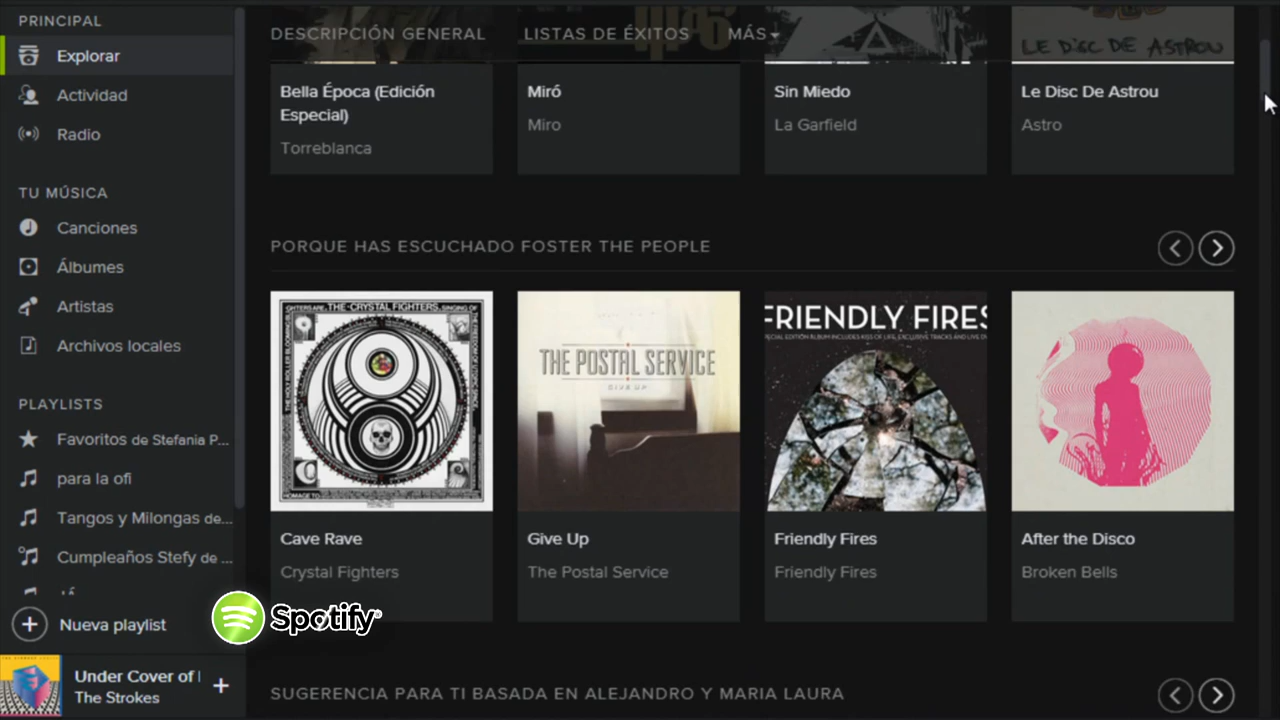 PRINCIPAL
Explorar
Actividad
Radio
TU MÚSICA
Canciones
Álbumes
Artistas
Archivos locales
PLAYLISTS
Favoritos de Stefania P...
para la ofi
Tangos y Milongas de...
Cumpleaños Stefy de ...
Nueva playlist
Under Cover of
The Strokes
Spotify
DESCRIPCIÓN GENERAL LISTAS DE ÉXITOS MÁS
LE DISC DE ASTROU
Bella Época (Edición
Especial)
Torreblanca
Miró
Miro
Sin Miedo
La Garfield
Le Disc De Astrou
Astro
PORQUE HAS ESCUCHADO FOSTER THE PEOPLE
THE CRYSTAL FIGHTERS
THE POSTAL SERVICE
GIVE UP
FRIENDLY FIRES
Cave Rave
Crystal Fighters
Give Up
The Postal Service
Friendly Fires
Friendly Fires
After the Disco
Broken Bells
SUGERENCIA PARA TI BASADA EN ALEJANDRO Y MARIA LAURA